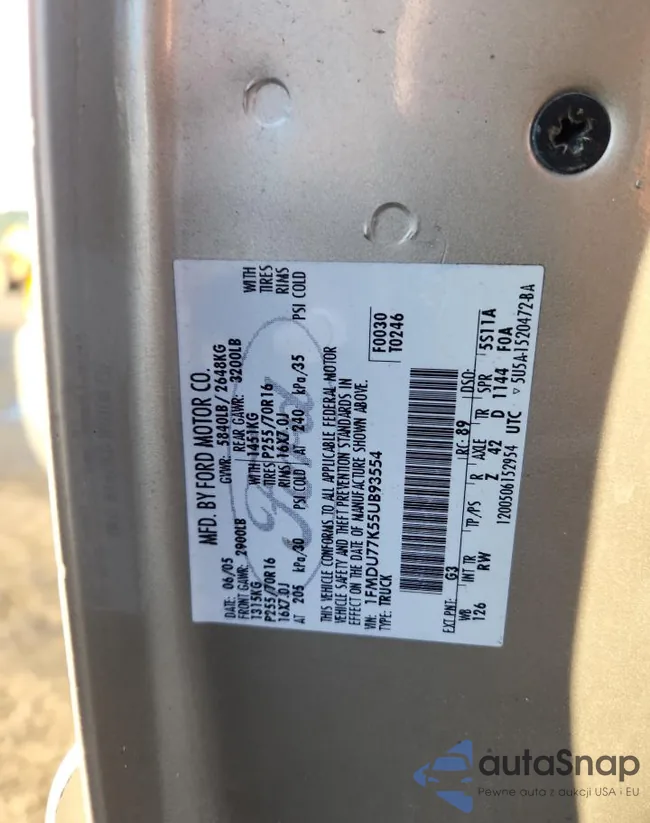 MFD. BY FORD MOTOR CO.
DATE: 06/05 GVWR: 5840LB / 2648KG
FRONT GAWR: 2900LB REAR GAWR: 3200LB
1315KG WITH 1451KG WITH
P255/70R16 TIRES P255/70R16 TIRES
16X7.0J RIMS 16X7.0J RIMS
AT 205 kPa/30 PSI COLD AT 240 kPa/35 PSI COLD
THIS VEHICLE CONFORMS TO ALL APPLICABLE FEDERAL MOTOR
VEHICLE SAFETY AND THEFT PREVENTION STANDARDS IN
EFFECT ON THE DATE OF MANUFACTURE SHOWN ABOVE.
VIN: 1FMDU77K55UB93554
TYPE: TRUCK
F0030
T0246
Ford
EXT PNT: G3 RC: 89 DSO:
WB INT TR TP/PS R AXLE TR SPR
126 RW Z 42 D 1144 5S11A
F0A
1200506152954 UTC ▽ 5U5A-1520472-BA
autaSnap
Pewne auta z aukcji USA i EU